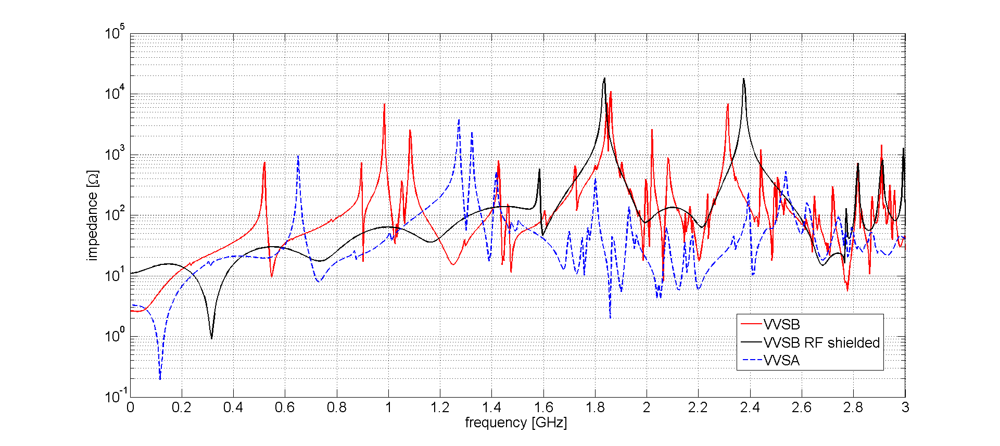 10^5
10^4
10^3
10^2
10^1
10^0
10^-1
impedance [Ω]
0 0.2 0.4 0.6 0.8 1 1.2 1.4 1.6 1.8 2 2.2 2.4 2.6 2.8 3
frequency [GHz]
VVSB
VVSB RF shielded
VVSA